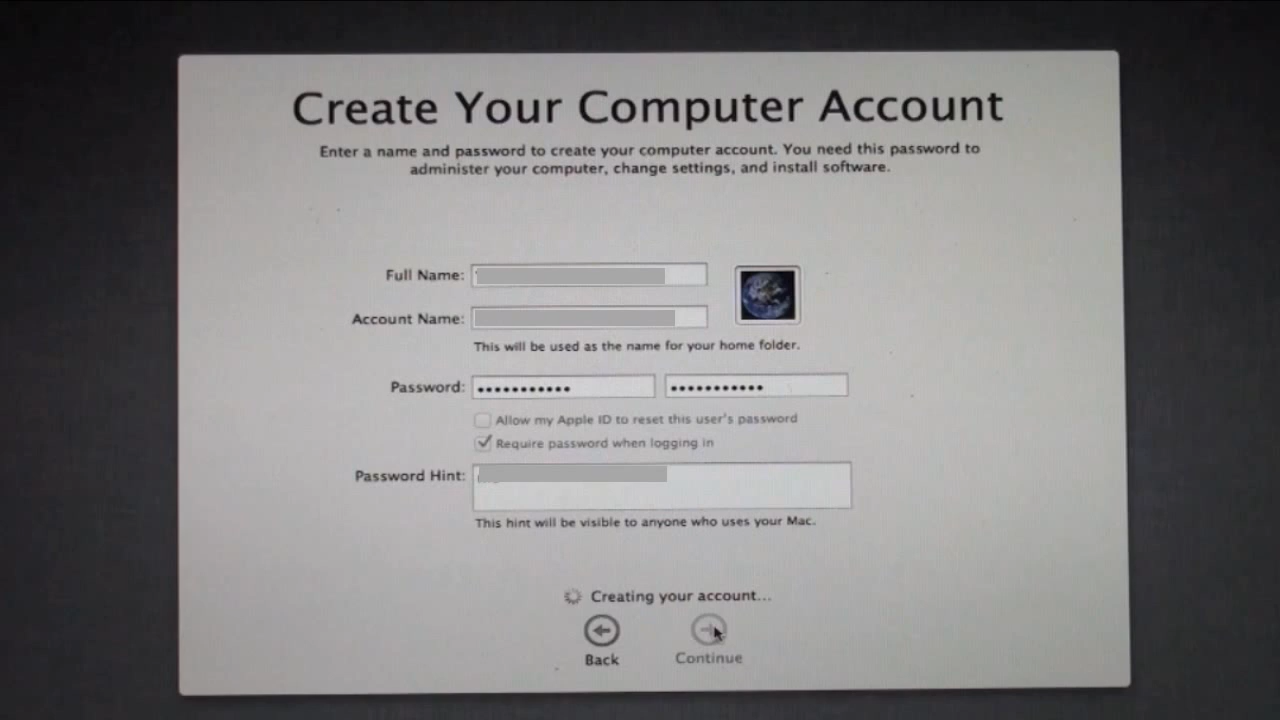 Create Your Computer Account
Enter a name and password to create your computer account. You need this password to
administer your computer, change settings, and install software.
Full Name:
Account Name:
This will be used as the name for your home folder.
Password: ••••••••••• •••••••••••
Allow my Apple ID to reset this user's password
Require password when logging in
Password Hint:
This hint will be visible to anyone who uses your Mac.
Creating your account...
Back Continue